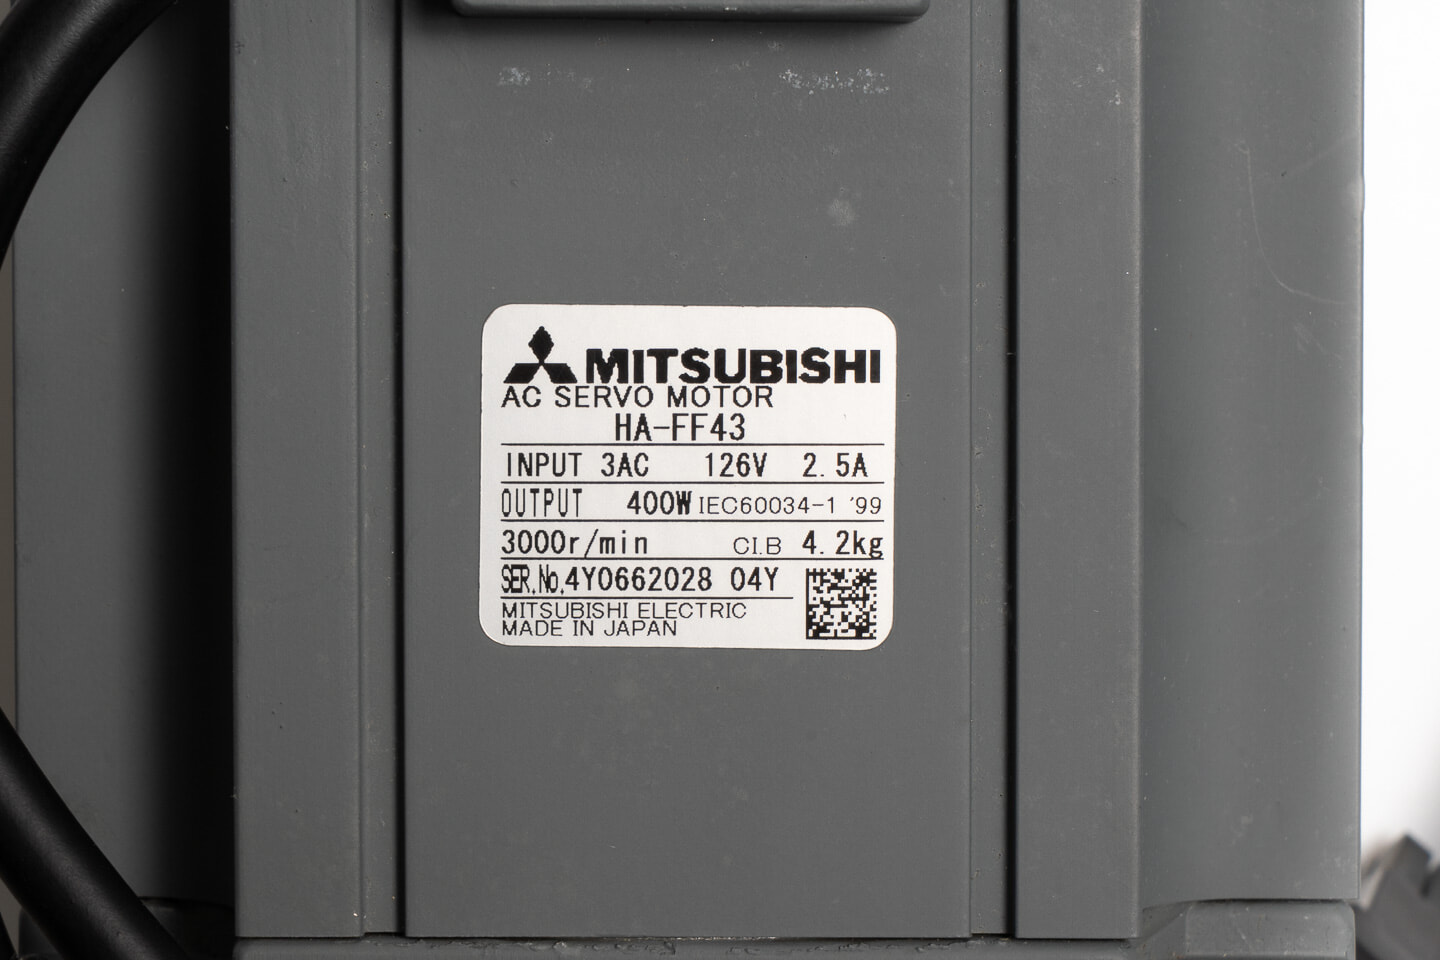 MITSUBISHI
AC SERVO MOTOR
HA-FF43
INPUT 3AC 126V 2.5A
OUTPUT 400W IEC60034-1 '99
3000r/min CI.B 4.2kg
SER.No.4Y0662028 04Y
MITSUBISHI ELECTRIC
MADE IN JAPAN